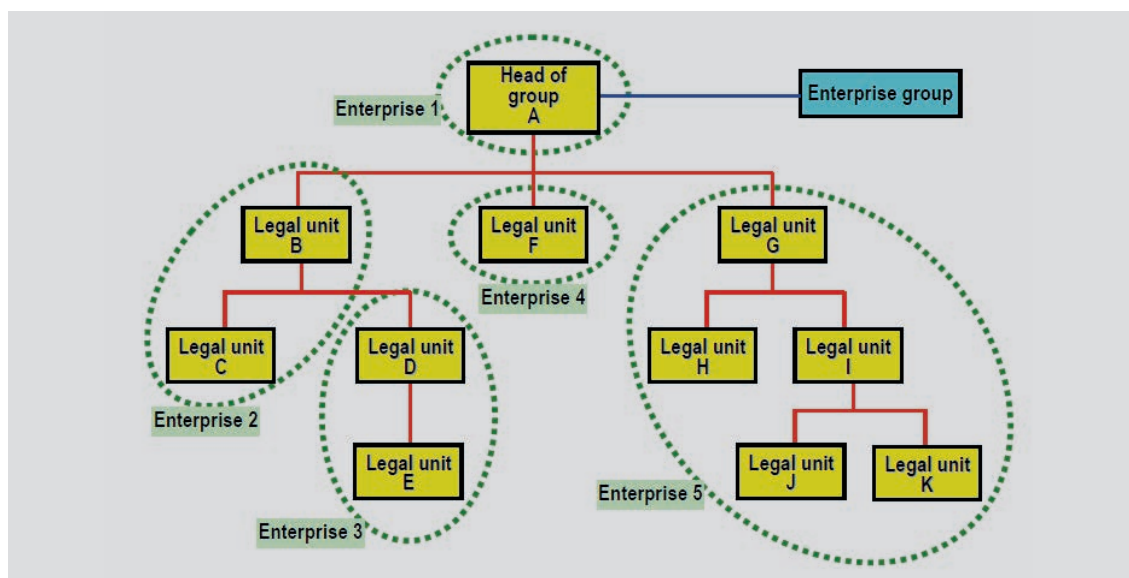 Head of
group
A
Enterprise group
Enterprise 1
Legal unit
B
Legal unit
F
Legal unit
G
Enterprise 4
Legal unit
C
Legal unit
D
Legal unit
H
Legal unit
I
Enterprise 2
Legal unit
E
Legal unit
J
Legal unit
K
Enterprise 5
Enterprise 3